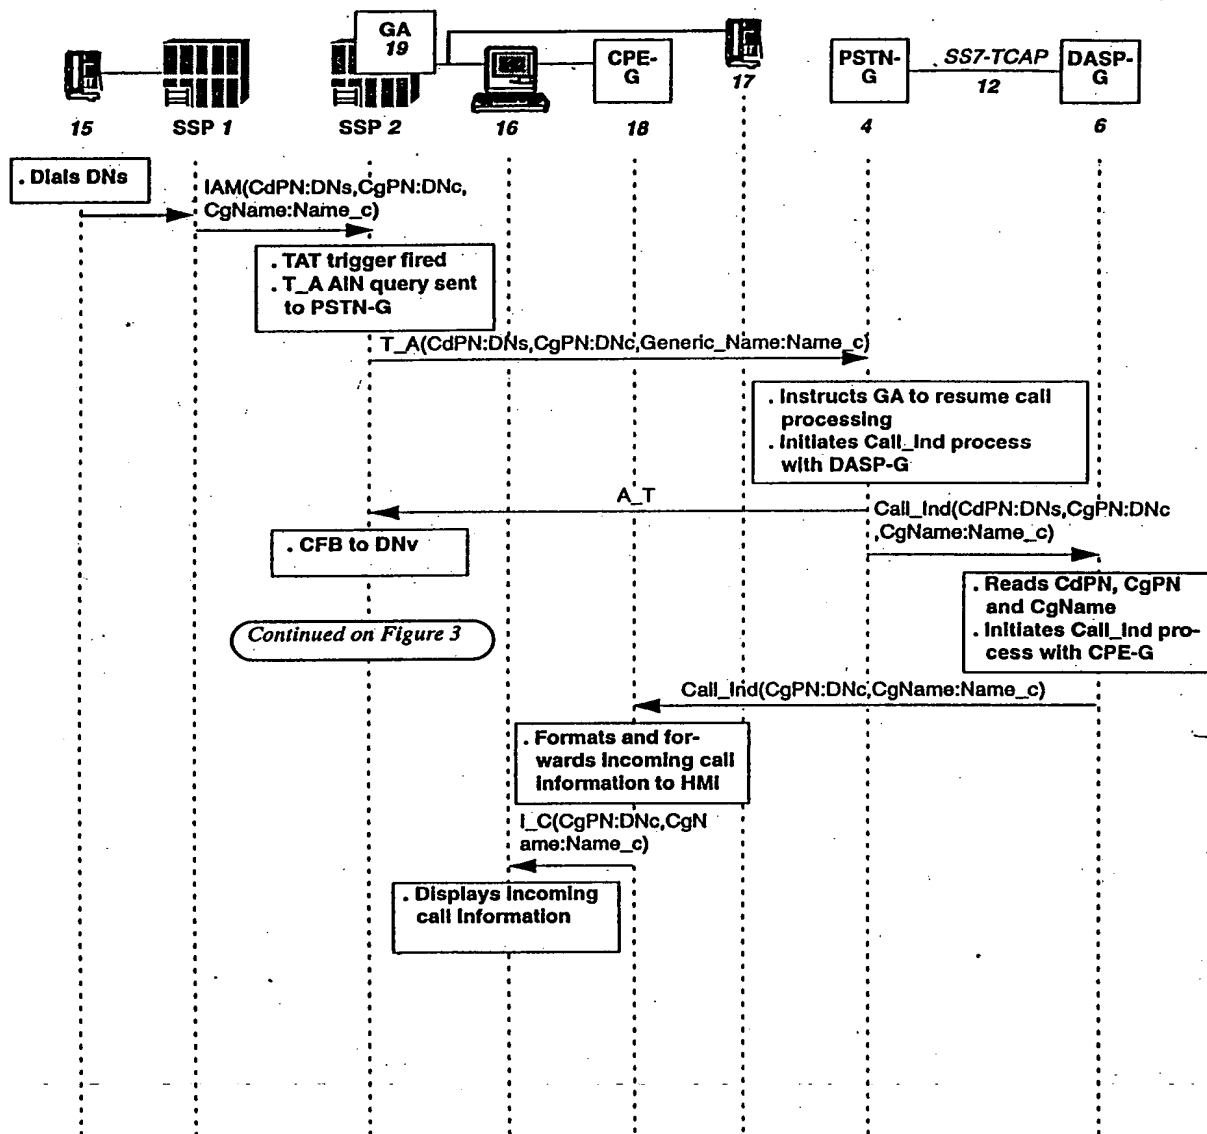 GA
19
CPE-
G
17
PSTN-
G
SS7-TCAP
12
DASP-
G
15
SSP 1
SSP 2
16
18
4
6
. Dials DNs
IAM(CdPN:DNs,CgPN:DNc,
CgName:Name_c)
. TAT trigger fired
. T_A AIN query sent
to PSTN-G
T_A(CdPN:DNs,CgPN:DNc,Generic_Name:Name_c)
. Instructs GA to resume call
processing
. Initiates Call_Ind process
with DASP-G
A_T
Call_Ind(CdPN:DNs,CgPN:DNc
,CgName:Name_c)
. CFB to DNv
. Reads CdPN, CgPN
and CgName
. Initiates Call_Ind pro-
cess with CPE-G
Continued on Figure 3
Call_Ind(CgPN:DNc,CgName:Name_c)
. Formats and for-
wards incoming call
information to HMI
I_C(CgPN:DNc,CgN
ame:Name_c)
. Displays incoming
call information